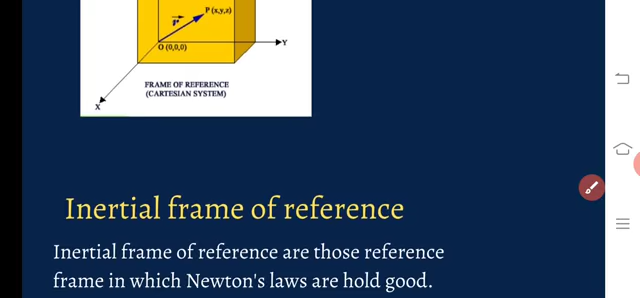 P (x,y,z)
r
O (0,0,0)
Y
FRAME OF REFERENCE
(CARTESIAN SYSTEM)
X
Inertial frame of reference
Inertial frame of reference are those reference
frame in which Newton's laws are hold good.